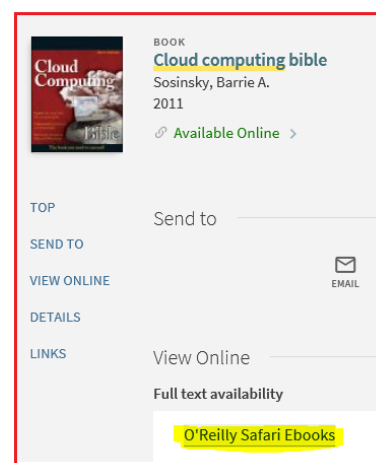 BOOK
Cloud computing bible
Sosinsky, Barrie A.
2011
Available Online
Cloud
Computing
Bible
TOP
SEND TO
VIEW ONLINE
DETAILS
LINKS
Send to
EMAIL
View Online
Full text availability
O'Reilly Safari Ebooks